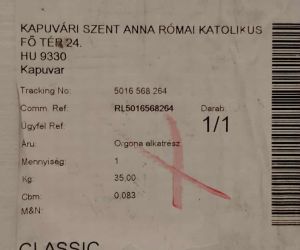 KAPUVÁRI SZENT ANNA RÓMAI KATOLIKUS
FŐ TÉR 24.
HU 9330
Kapuvar
Tracking No: 5016 568 264
Comm. Ref: RL5016568264 Darab:
Ügyfél Ref: 1/1
Áru: Orgona alkatrész
Mennyiség: 1
Kg: 35.00
Cbm: 0.083
M&N:
CLASSIC